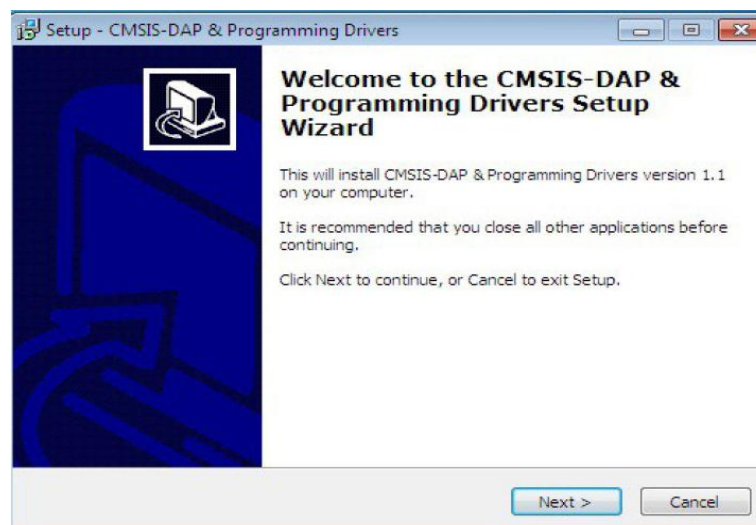 Setup - CMSIS-DAP & Programming Drivers
Welcome to the CMSIS-DAP &
Programming Drivers Setup
Wizard
This will install CMSIS-DAP & Programming Drivers version 1.1
on your computer.
It is recommended that you close all other applications before
continuing.
Click Next to continue, or Cancel to exit Setup.
Next >
Cancel